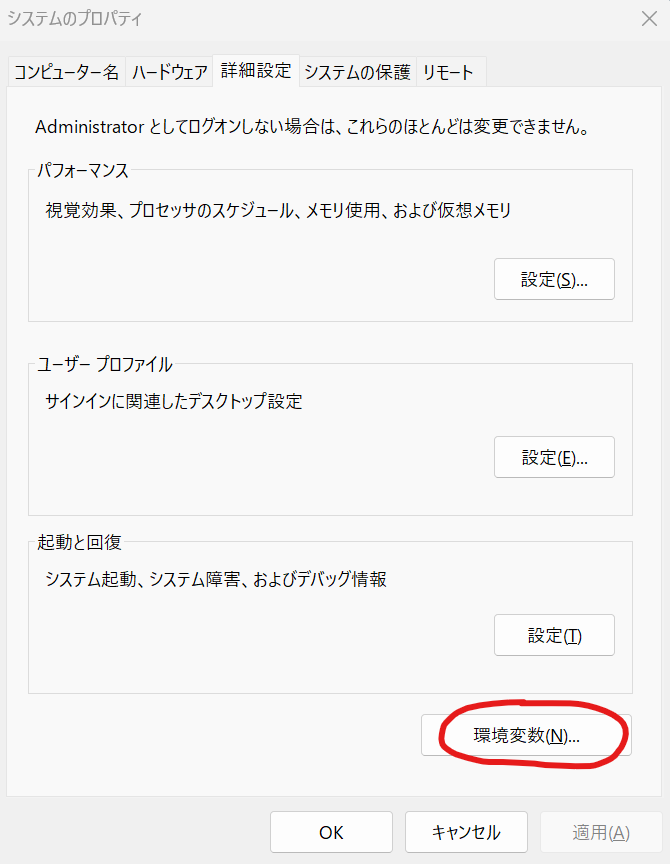 システムのプロパティ
コンピューター名 ハードウェア 詳細設定 システムの保護 リモート
Administrator としてログオンしない場合は、これらのほとんどは変更できません。
パフォーマンス
視覚効果、プロセッサのスケジュール、メモリ使用、および仮想メモリ
設定(S)...
ユーザー プロファイル
サインインに関連したデスクトップ設定
設定(E)...
起動と回復
システム起動、システム障害、およびデバッグ情報
設定(T)
環境変数(N)...
OK キャンセル 適用(A)